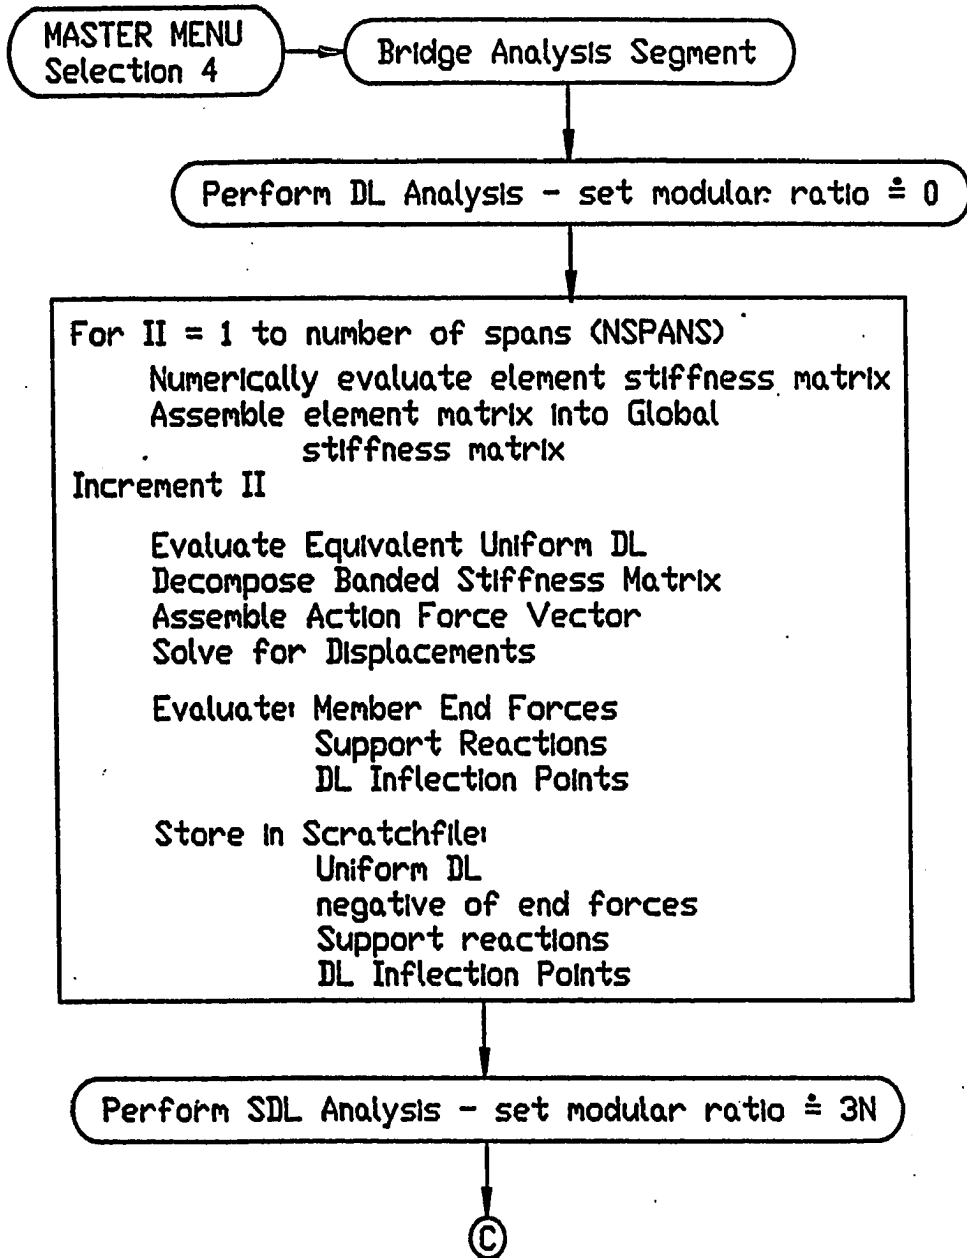 MASTER MENU
Selection 4
Bridge Analysis Segment
Perform DL Analysis - set modular ratio ≐ 0
For II = 1 to number of spans (NSPANS)
Numerically evaluate element stiffness matrix
Assemble element matrix into Global
stiffness matrix
Increment II
Evaluate Equivalent Uniform DL
Decompose Banded Stiffness Matrix
Assemble Action Force Vector
Solve for Displacements
Evaluate: Member End Forces
Support Reactions
DL Inflection Points
Store in Scratchfile:
Uniform DL
negative of end forces
Support reactions
DL Inflection Points
Perform SDL Analysis - set modular ratio ≐ 3N
C